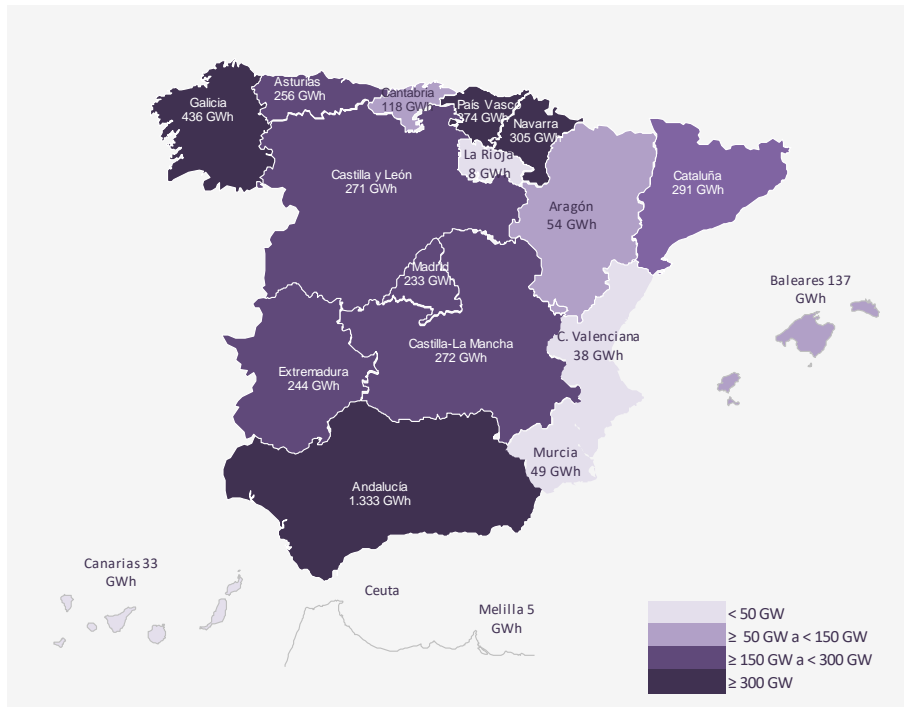 Galicia
436 GWh
Asturias
256 GWh
Cantabria
118 GWh
País Vasco
374 GWh
Navarra
305 GWh
La Rioja
8 GWh
Castilla y León
271 GWh
Aragón
54 GWh
Cataluña
291 GWh
Madrid
233 GWh
Baleares 137
GWh
Castilla-La Mancha
272 GWh
C. Valenciana
38 GWh
Extremadura
244 GWh
Murcia
49 GWh
Andalucía
1.333 GWh
Canarias 33
GWh
Ceuta
Melilla 5
GWh
< 50 GW
≥ 50 GW a < 150 GW
≥ 150 GW a < 300 GW
≥ 300 GW